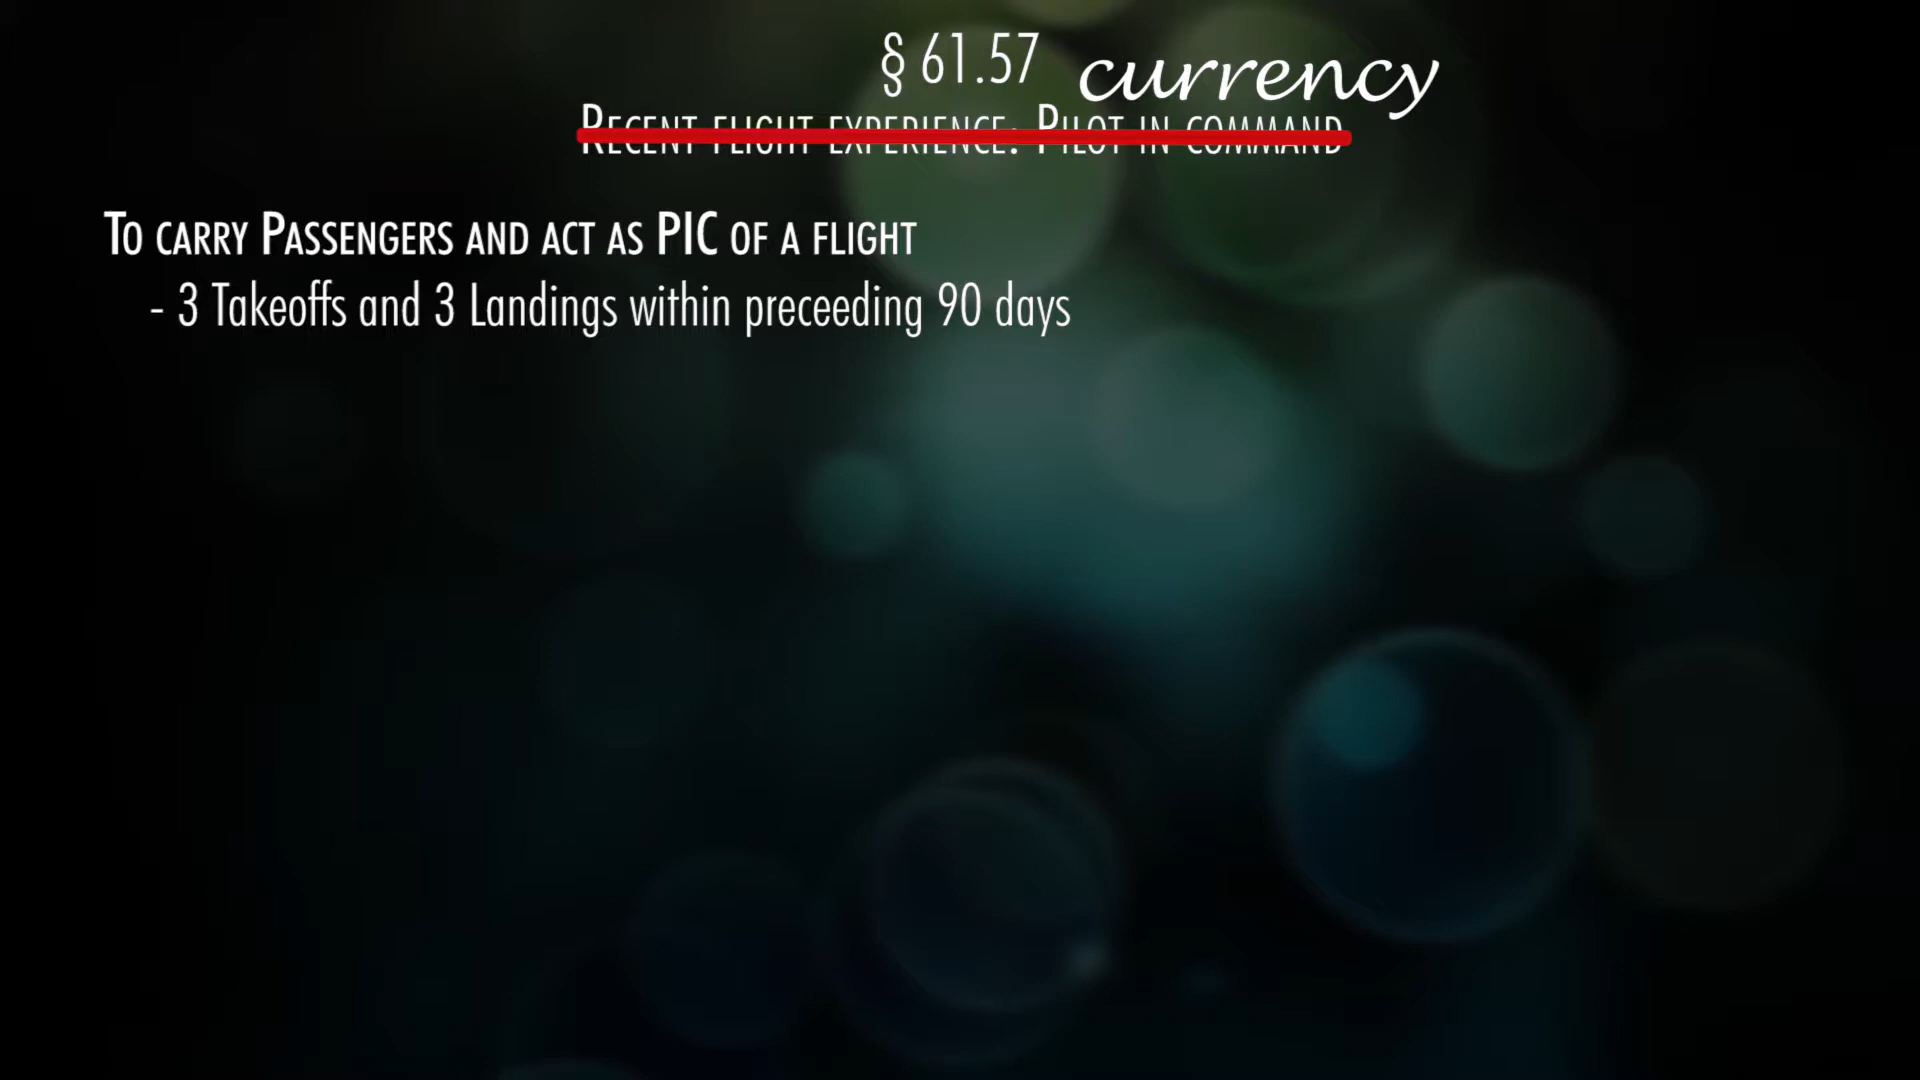 § 61.57 currency
Recent flight experience: Pilot in command
To carry Passengers and act as PIC of a flight
- 3 Takeoffs and 3 Landings within preceeding 90 days